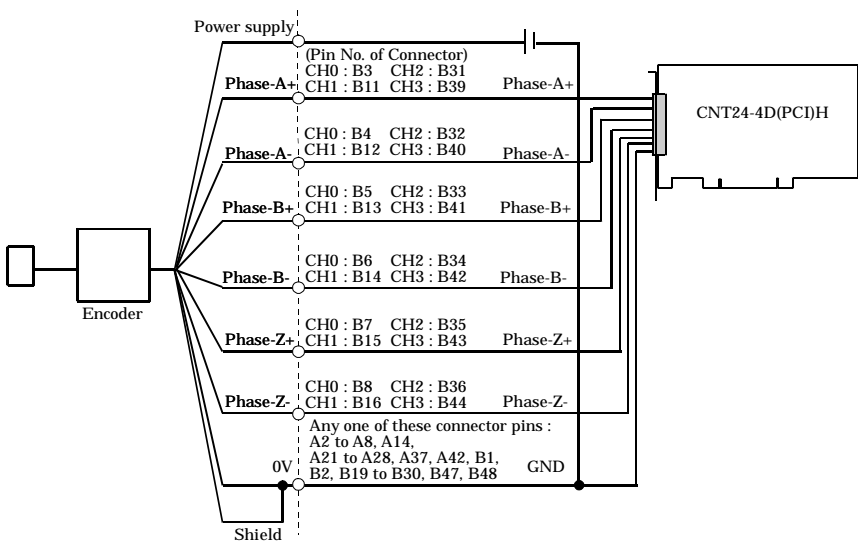 Power supply
(Pin No. of Connector)
CH0 : B3 CH2 : B31
Phase-A+ CH1 : B11 CH3 : B39 Phase-A+
CNT24-4D(PCI)H
CH0 : B4 CH2 : B32
Phase-A- CH1 : B12 CH3 : B40 Phase-A-
CH0 : B5 CH2 : B33
Phase-B+ CH1 : B13 CH3 : B41 Phase-B+
CH0 : B6 CH2 : B34
Phase-B- CH1 : B14 CH3 : B42 Phase-B-
Encoder
CH0 : B7 CH2 : B35
Phase-Z+ CH1 : B15 CH3 : B43 Phase-Z+
CH0 : B8 CH2 : B36
Phase-Z- CH1 : B16 CH3 : B44 Phase-Z-
Any one of these connector pins :
A2 to A8, A14,
A21 to A28, A37, A42, B1,
0V B2, B19 to B30, B47, B48 GND
Shield